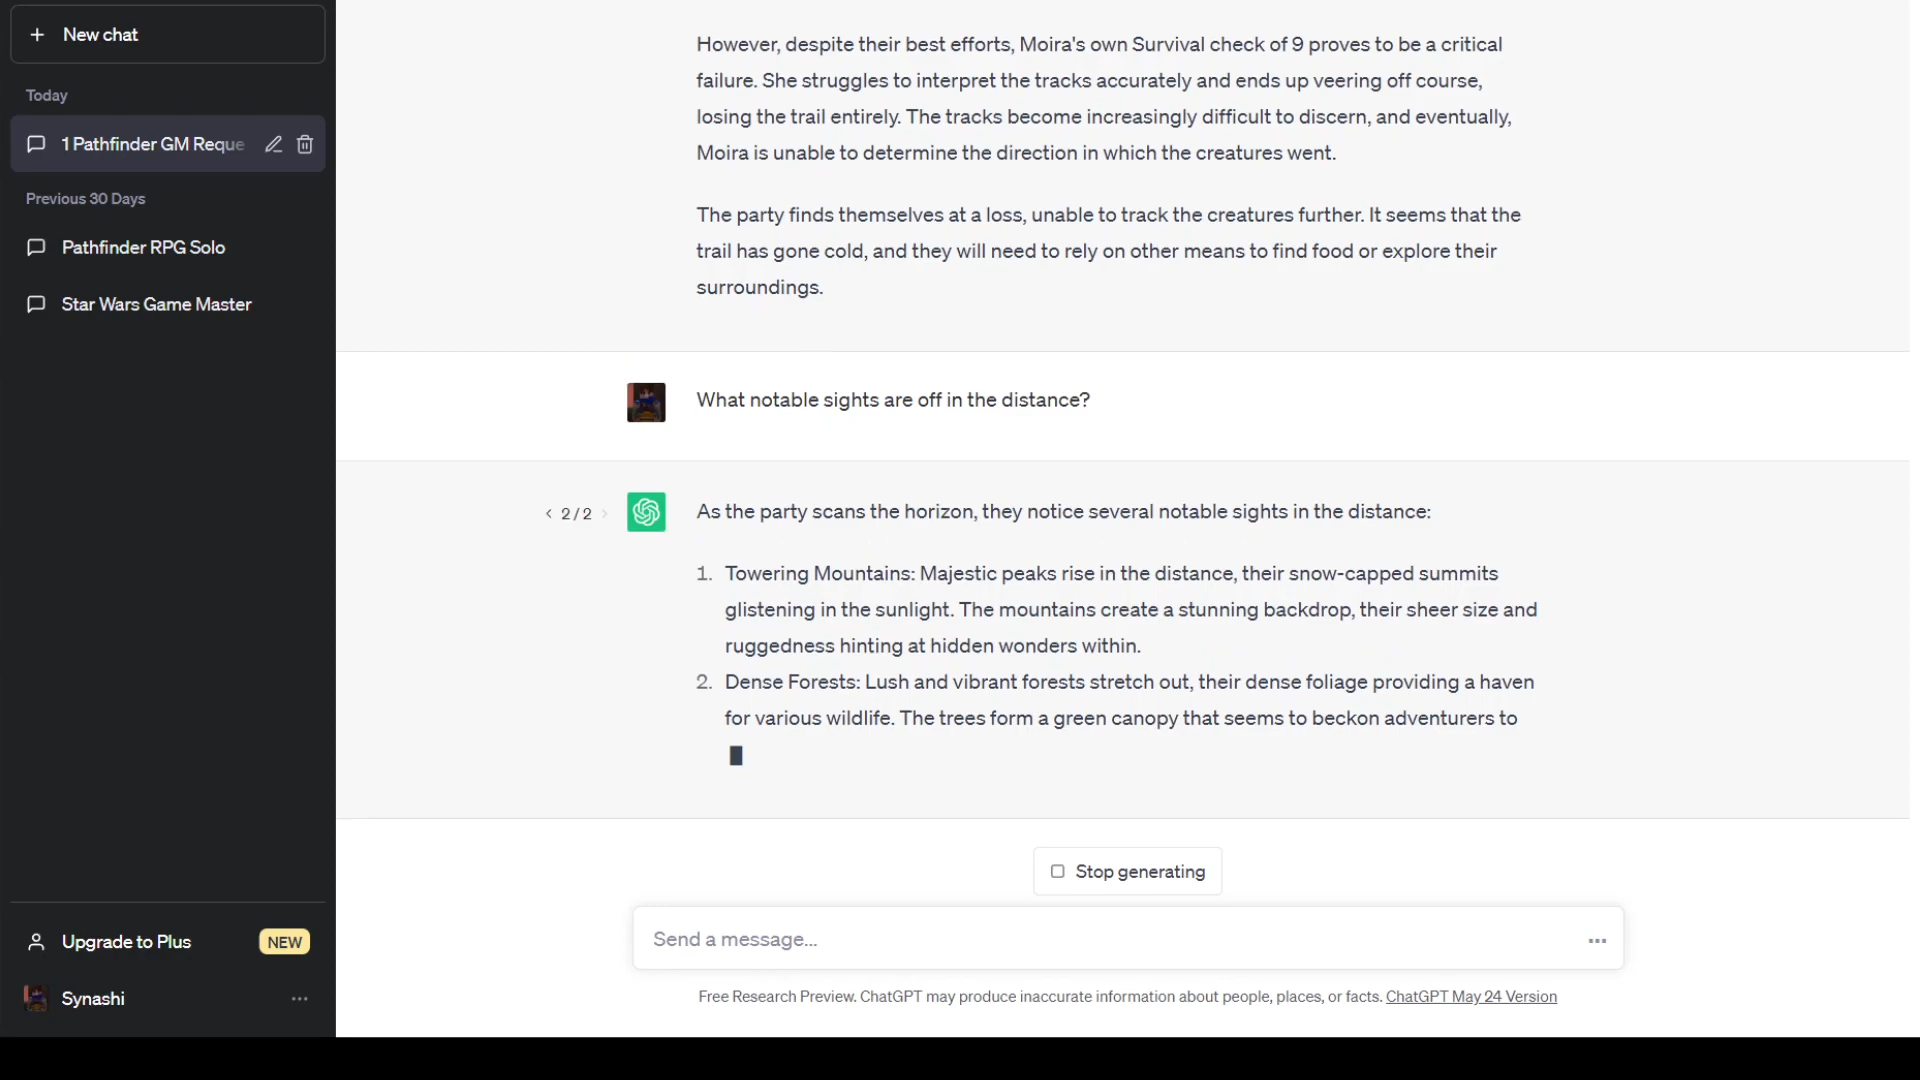 New chat
Today
1 Pathfinder GM Reque
Previous 30 Days
Pathfinder RPG Solo
Star Wars Game Master
Upgrade to Plus
NEW
Synashi
However, despite their best efforts, Moira's own Survival check of 9 proves to be a critical
failure. She struggles to interpret the tracks accurately and ends up veering off course,
losing the trail entirely. The tracks become increasingly difficult to discern, and eventually,
Moira is unable to determine the direction in which the creatures went.
The party finds themselves at a loss, unable to track the creatures further. It seems that the
trail has gone cold, and they will need to rely on other means to find food or explore their
surroundings.
What notable sights are off in the distance?
2 / 2
As the party scans the horizon, they notice several notable sights in the distance:
1. Towering Mountains: Majestic peaks rise in the distance, their snow-capped summits
glistening in the sunlight. The mountains create a stunning backdrop, their sheer size and
ruggedness hinting at hidden wonders within.
2. Dense Forests: Lush and vibrant forests stretch out, their dense foliage providing a haven
for various wildlife. The trees form a green canopy that seems to beckon adventurers to
Stop generating
Send a message...
Free Research Preview. ChatGPT may produce inaccurate information about people, places, or facts. ChatGPT May 24 Version